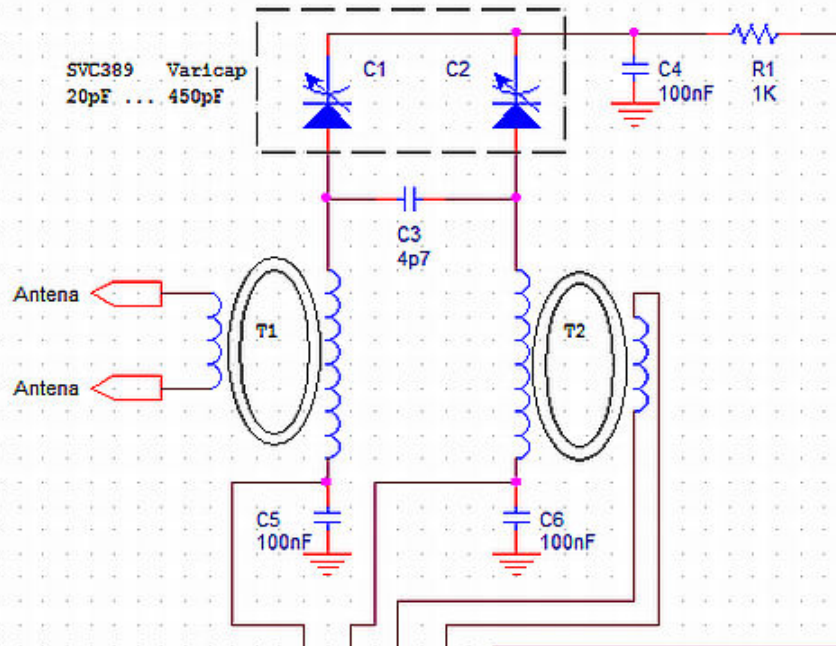 SVC389 Varicap
20pF ... 450pF
C1
C2
C4
100nF
R1
1K
C3
4p7
Antena
T1
T2
Antena
C5
100nF
C6
100nF